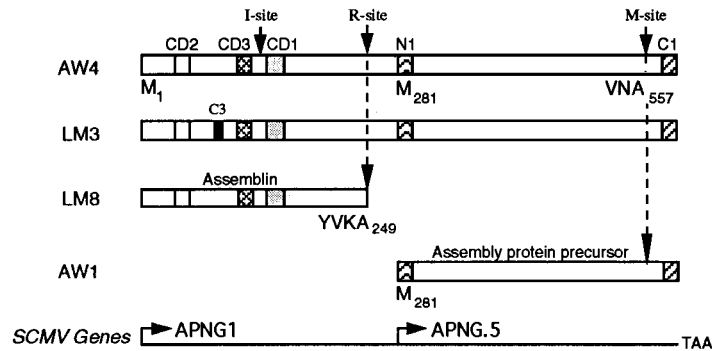 I-site R-site M-site
CD2 CD3 CD1 N1 C1
AW4
M1 M281 VNA557
C3
LM3
Assemblin
LM8
YVKA249
Assembly protein precursor
AW1
M281
SCMV Genes APNG1 APNG.5 TAA